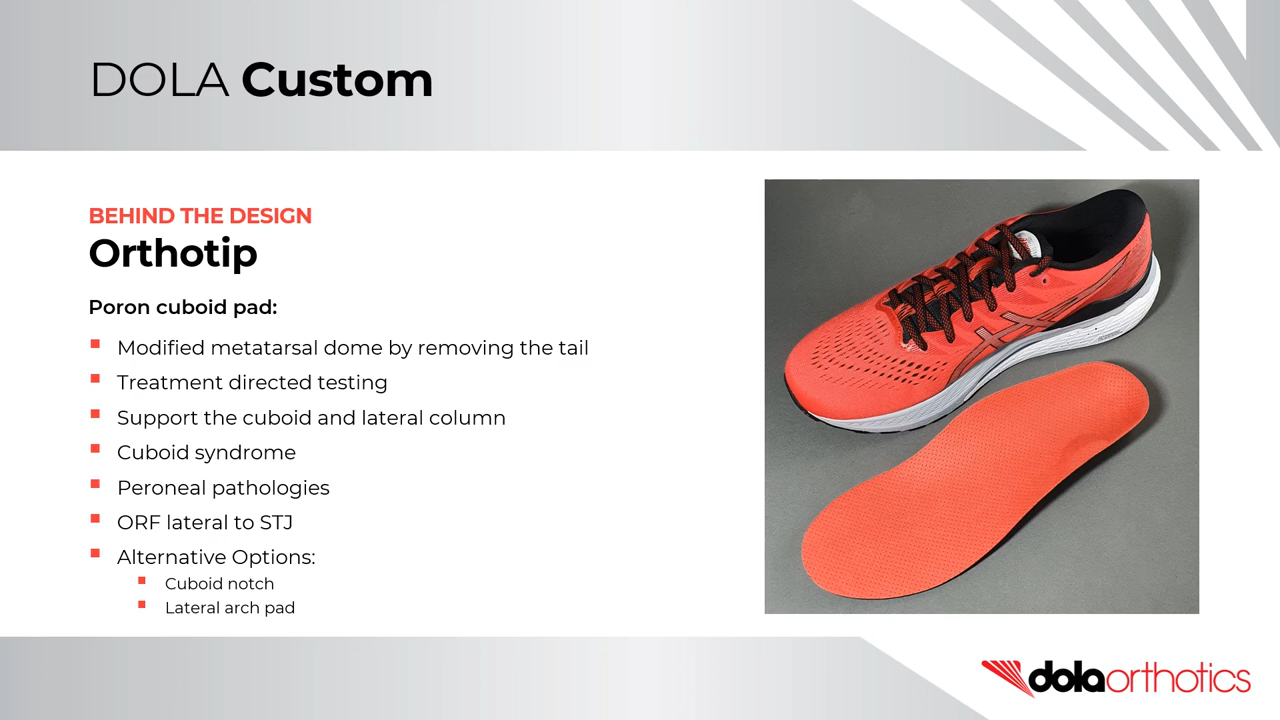 DOLA Custom
BEHIND THE DESIGN
Orthotip
Poron cuboid pad:
Modified metatarsal dome by removing the tail
Treatment directed testing
Support the cuboid and lateral column
Cuboid syndrome
Peroneal pathologies
ORF lateral to STJ
Alternative Options:
Cuboid notch
Lateral arch pad
dolaorthotics